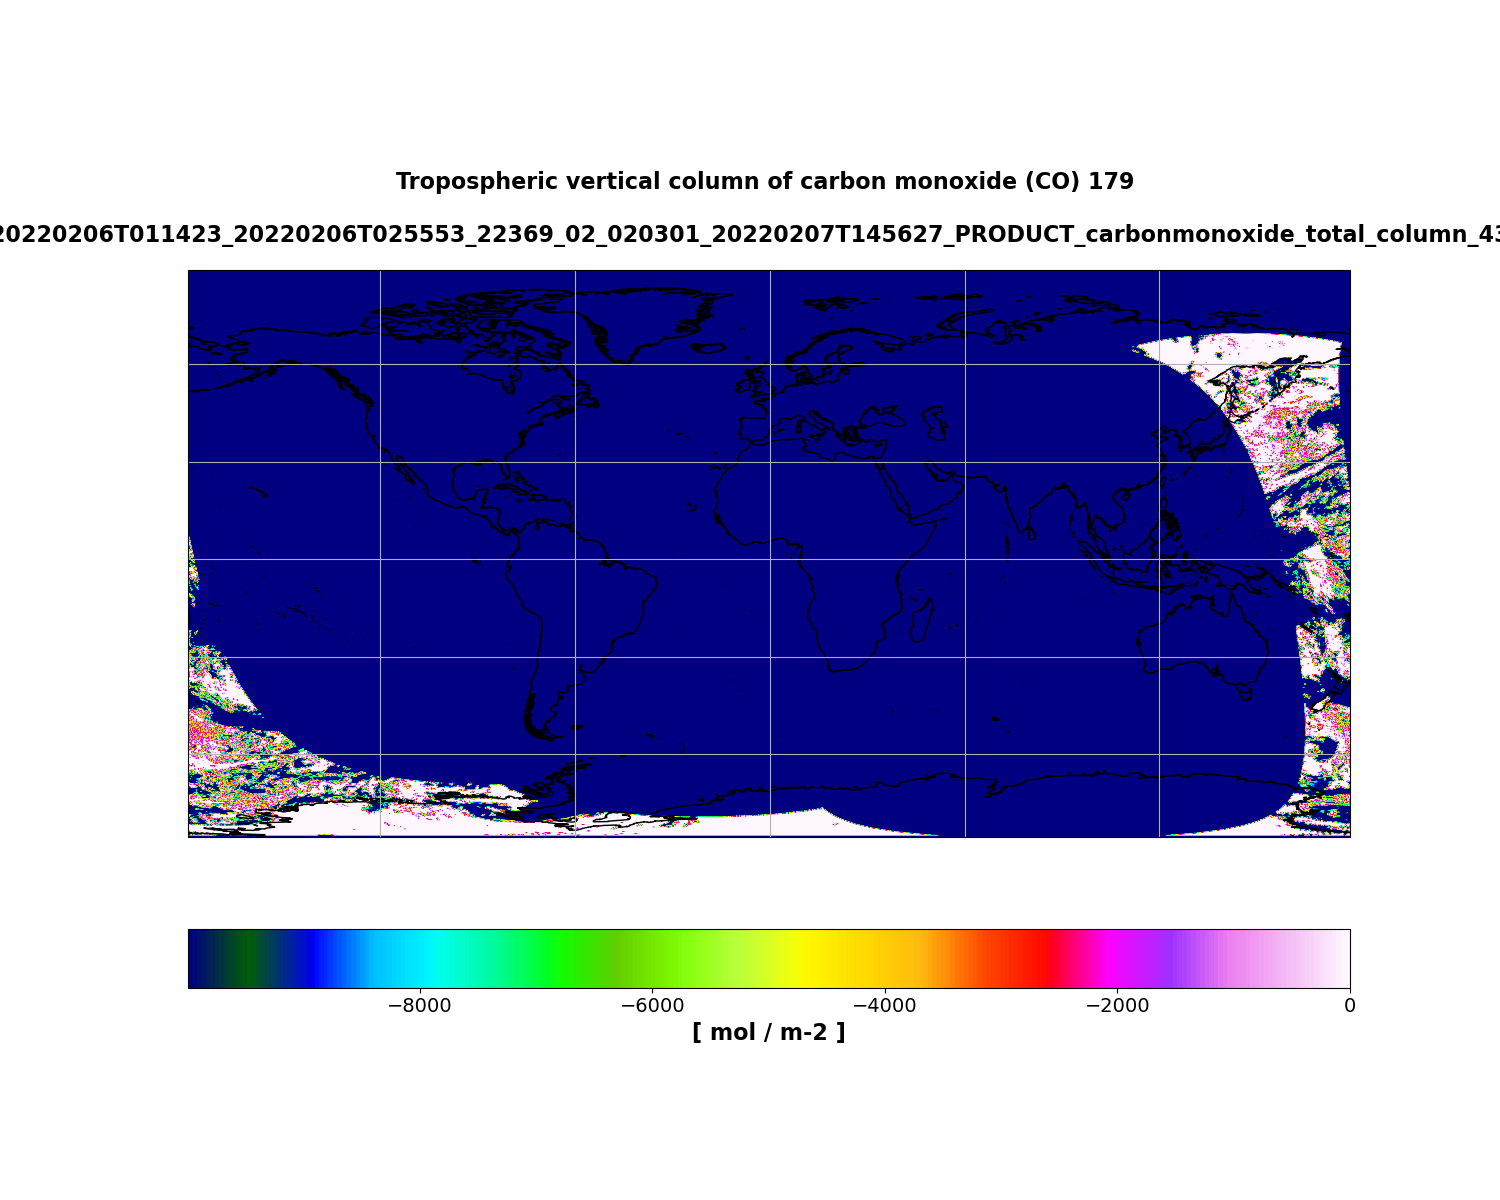 Tropospheric vertical column of carbon monoxide (CO) 179
20220206T011423_20220206T025553_22369_02_020301_20220207T145627_PRODUCT_carbonmonoxide_total_column_43
−8000 −6000 −4000 −2000 0
[ mol / m-2 ]